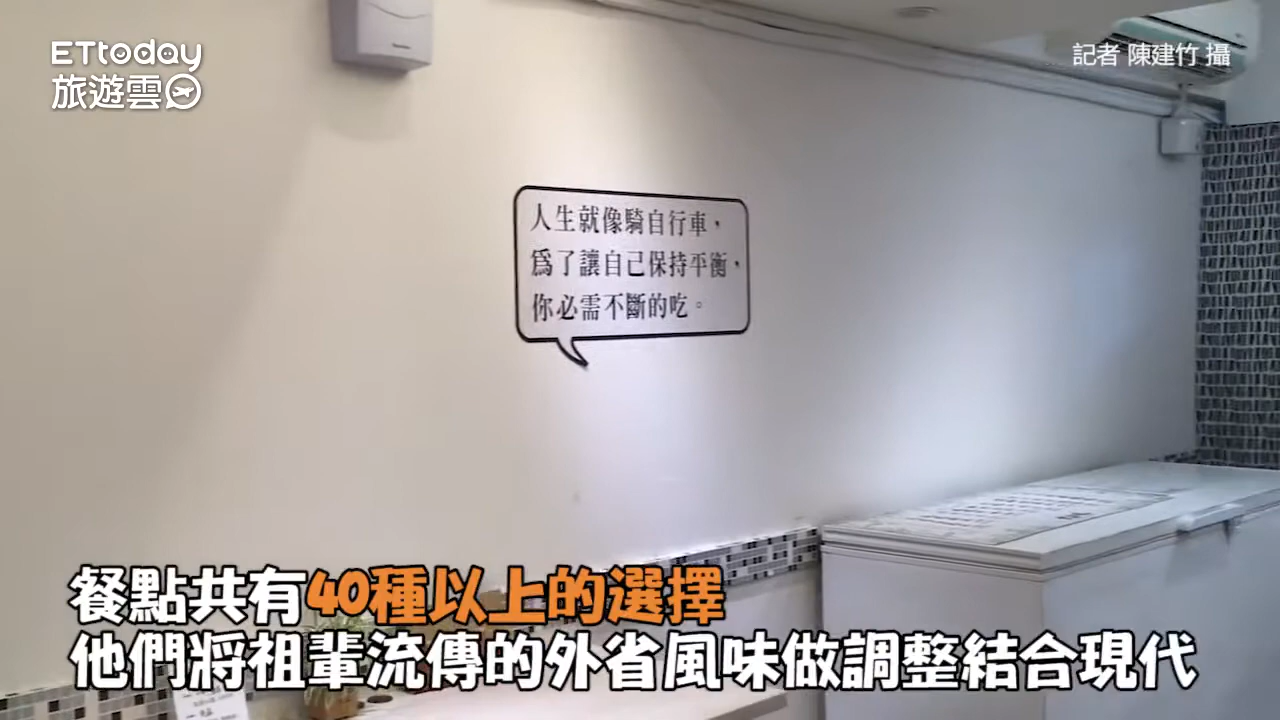 ETtoday
旅遊雲
記者 陳建竹 攝
人生就像騎自行車，
為了讓自己保持平衡，
你必需不斷的吃。
餐點共有40種以上的選擇
他們將祖輩流傳的外省風味做調整結合現代